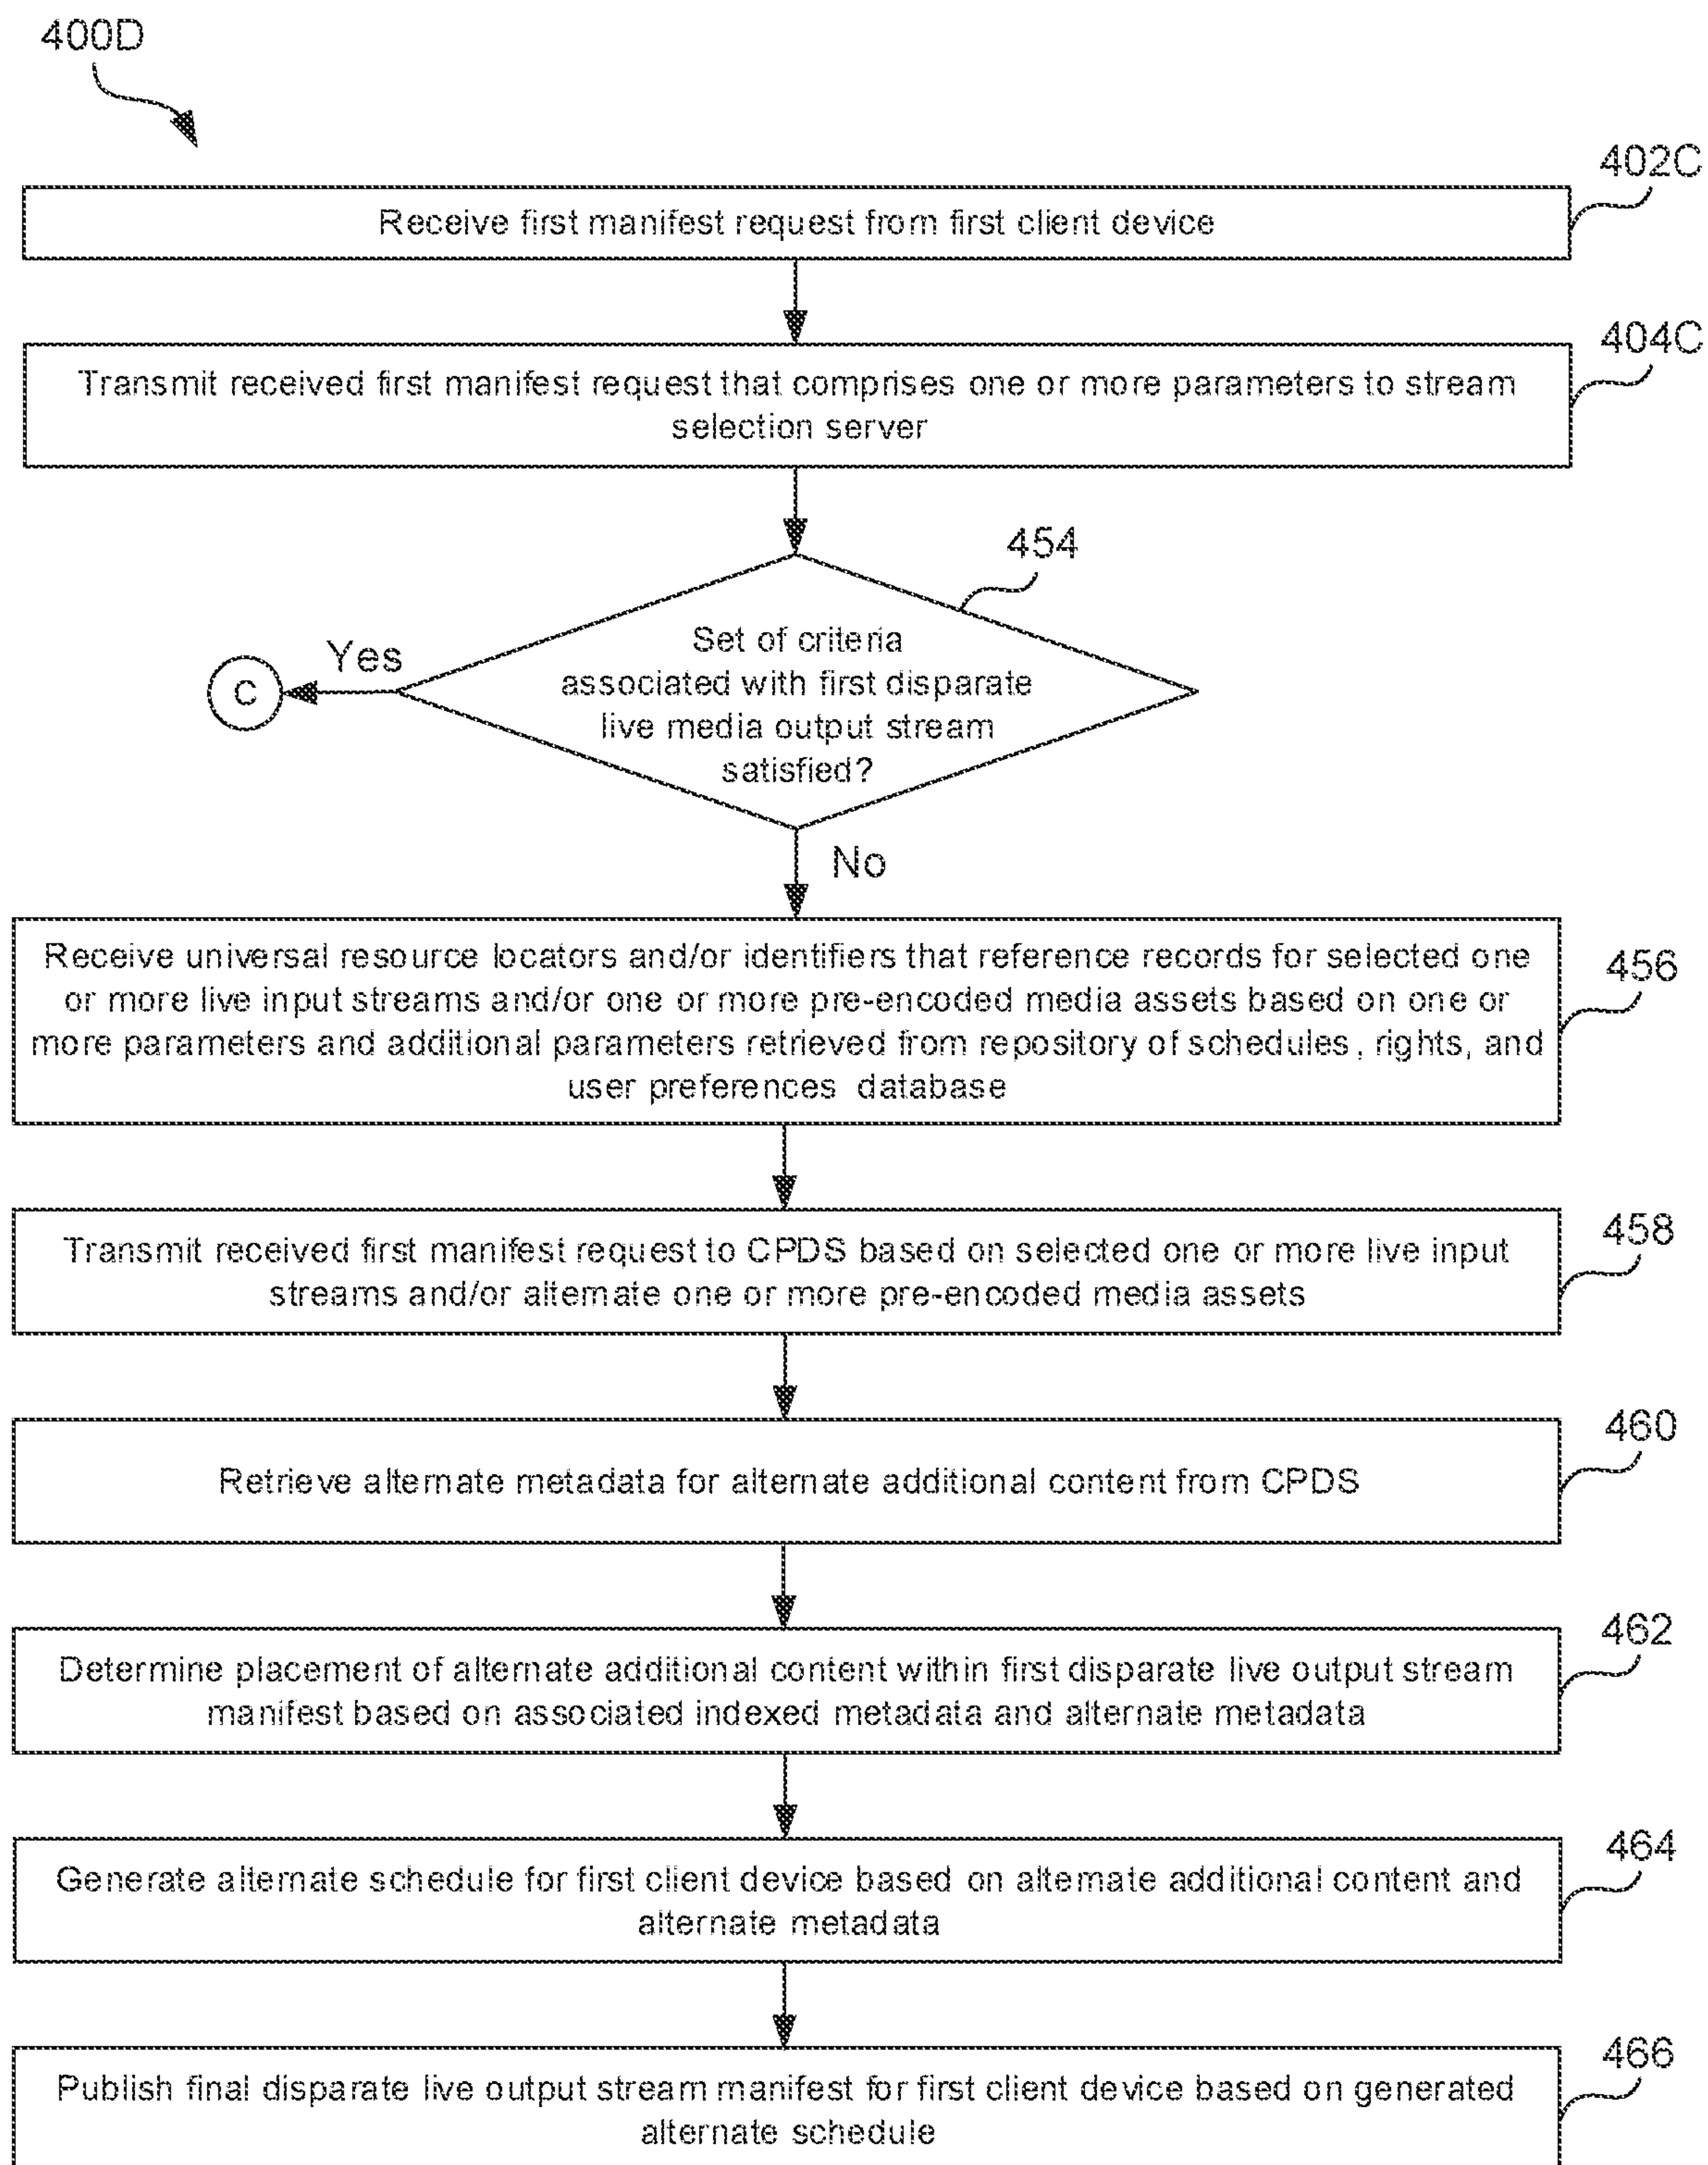 400D
402C
Receive first manifest request from first client device
404C
Transmit received first manifest request that comprises one or more parameters to stream
selection server
454
Set of criteria
associated with first disparate
live media output stream
satisfied?
Yes
C
No
456
Receive universal resource locators and/or identifiers that reference records for selected one
or more live input streams and/or one or more pre-encoded media assets based on one or
more parameters and additional parameters retrieved from repository of schedules, rights, and
user preferences database
458
Transmit received first manifest request to CPDS based on selected one or more live input
streams and/or alternate one or more pre-encoded media assets
460
Retrieve alternate metadata for alternate additional content from CPDS
462
Determine placement of alternate additional content within first disparate live output stream
manifest based on associated indexed metadata and alternate metadata
464
Generate alternate schedule for first client device based on alternate additional content and
alternate metadata
466
Publish final disparate live output stream manifest for first client device based on generated
alternate schedule